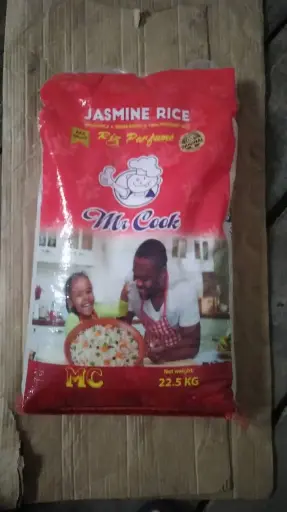 JASMINE RICE
Riz Parfumé
Mr Cook
MC
Net weight:
22.5 KG